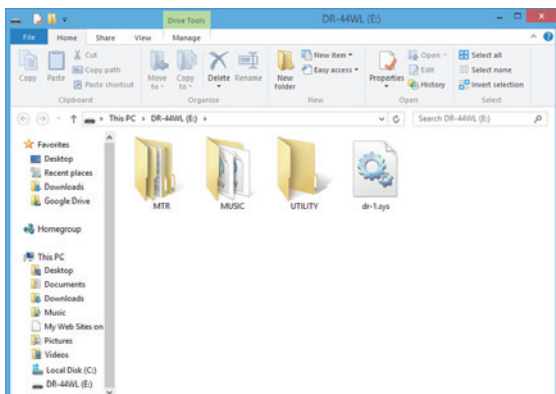 Drive Tools
DR-44WL (E:)
File Home Share View Manage
Cut
Copy path
Paste shortcut
Copy Paste
Clipboard
Move to
Copy to
Delete Rename
Organize
New folder
New item
Easy access
New
Properties
Open
Edit
History
Open
Select all
Select none
Invert selection
Select
This PC DR-44WL (E:)
Search DR-44WL (E:)
Favorites
Desktop
Recent places
Downloads
Google Drive
Homegroup
This PC
Desktop
Documents
Downloads
Music
My Web Sites on
Pictures
Videos
Local Disk (C:)
DR-44WL (E:)
MTR MUSIC UTILITY dr-1.sys